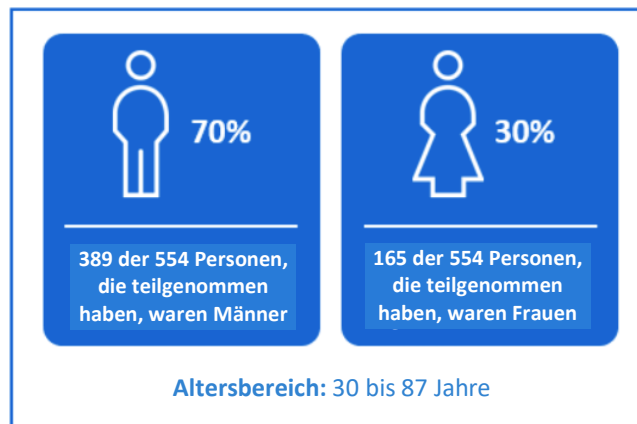 70%
389 der 554 Personen,
die teilgenommen
haben, waren Männer
30%
165 der 554 Personen,
die teilgenommen
haben, waren Frauen
Altersbereich: 30 bis 87 Jahre